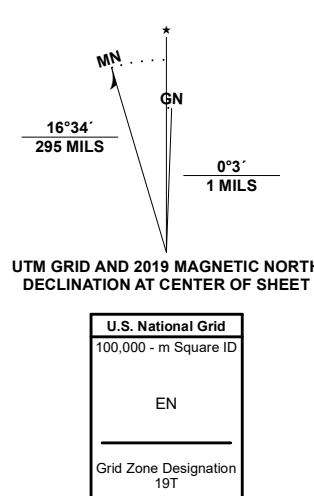 ★
MN
GN
16°34´
295 MILS
0°3´
1 MILS
UTM GRID AND 2019 MAGNETIC NORTH
DECLINATION AT CENTER OF SHEET
U.S. National Grid
100,000 - m Square ID
EN
Grid Zone Designation
19T